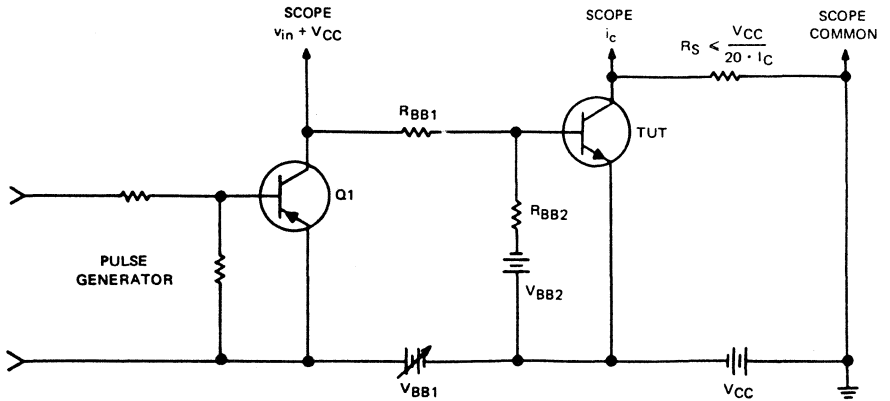 SCOPE
vin + VCC
SCOPE
ic
RS ≤ VCC
20 · IC
SCOPE
COMMON
RBB1
TUT
Q1
RBB2
PULSE
GENERATOR
VBB2
VBB1
VCC